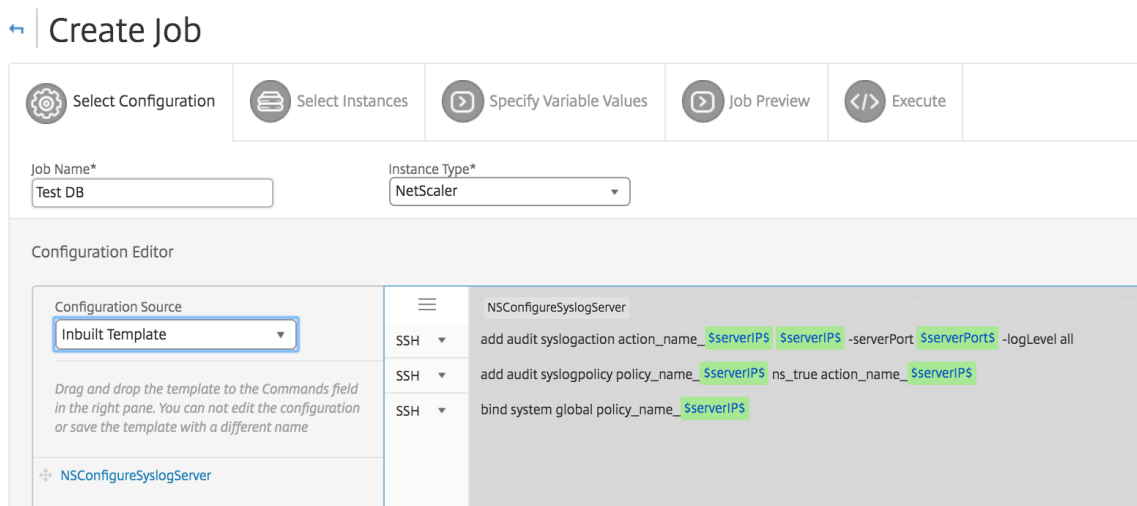 Create Job
Select Configuration
Select Instances
Specify Variable Values
Job Preview
Execute
Job Name*
Instance Type*
Test DB
NetScaler
Configuration Editor
Configuration Source
Inbuilt Template
Drag and drop the template to the Commands field
in the right pane. You can not edit the configuration
or save the template with a different name
NSConfigureSyslogServer
NSConfigureSyslogServer
SSH add audit syslogaction action_name_$serverIP$ $serverIP$ -serverPort $serverPort$ -logLevel all
SSH add audit syslogpolicy policy_name_$serverIP$ ns_true action_name_$serverIP$
SSH bind system global policy_name_$serverIP$